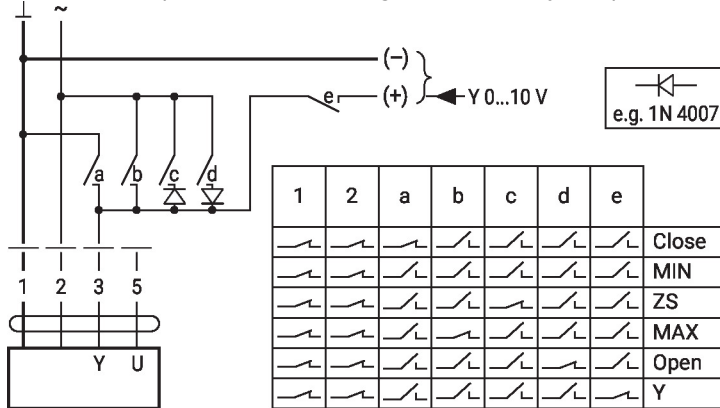 ⊥ ~
(–)
e (+) Y 0...10 V
e.g. 1N 4007
a b c d
1 2 a b c d e
Close
MIN
ZS
MAX
Open
Y
1 2 3 5
Y U